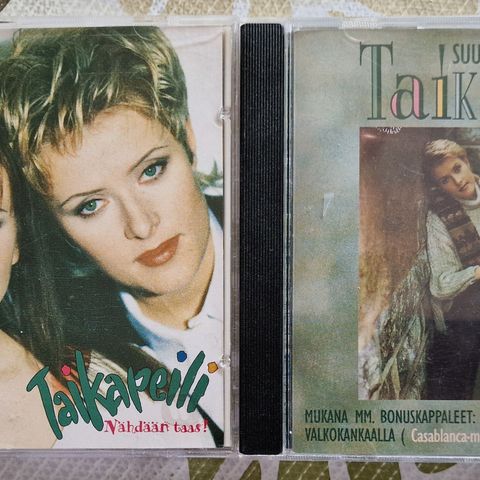 Taikapeili
Nähdään taas!
SUU
Taik
MUKANA MM. BONUSKAPPALEET:
VALKOKANKAALLA ( Casablanca-m